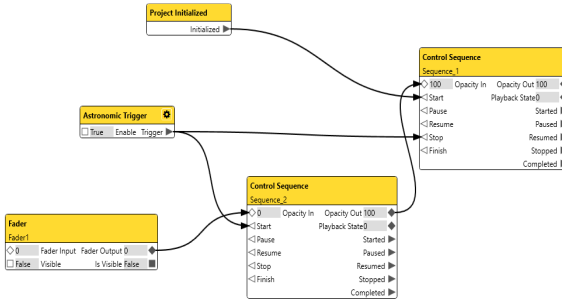 Project Initialized
Initialized
Control Sequence
Sequence_1
100 Opacity In Opacity Out 100
Start Playback State 0
Pause Started
Resume Paused
Stop Resumed
Finish Stopped
Completed
Astronomic Trigger
True Enable Trigger
Control Sequence
Sequence_2
0 Opacity In Opacity Out 100
Start Playback State 0
Pause Started
Resume Paused
Stop Resumed
Finish Stopped
Completed
Fader
Fader1
0 Fader Input Fader Output 0
False Visible Is Visible False